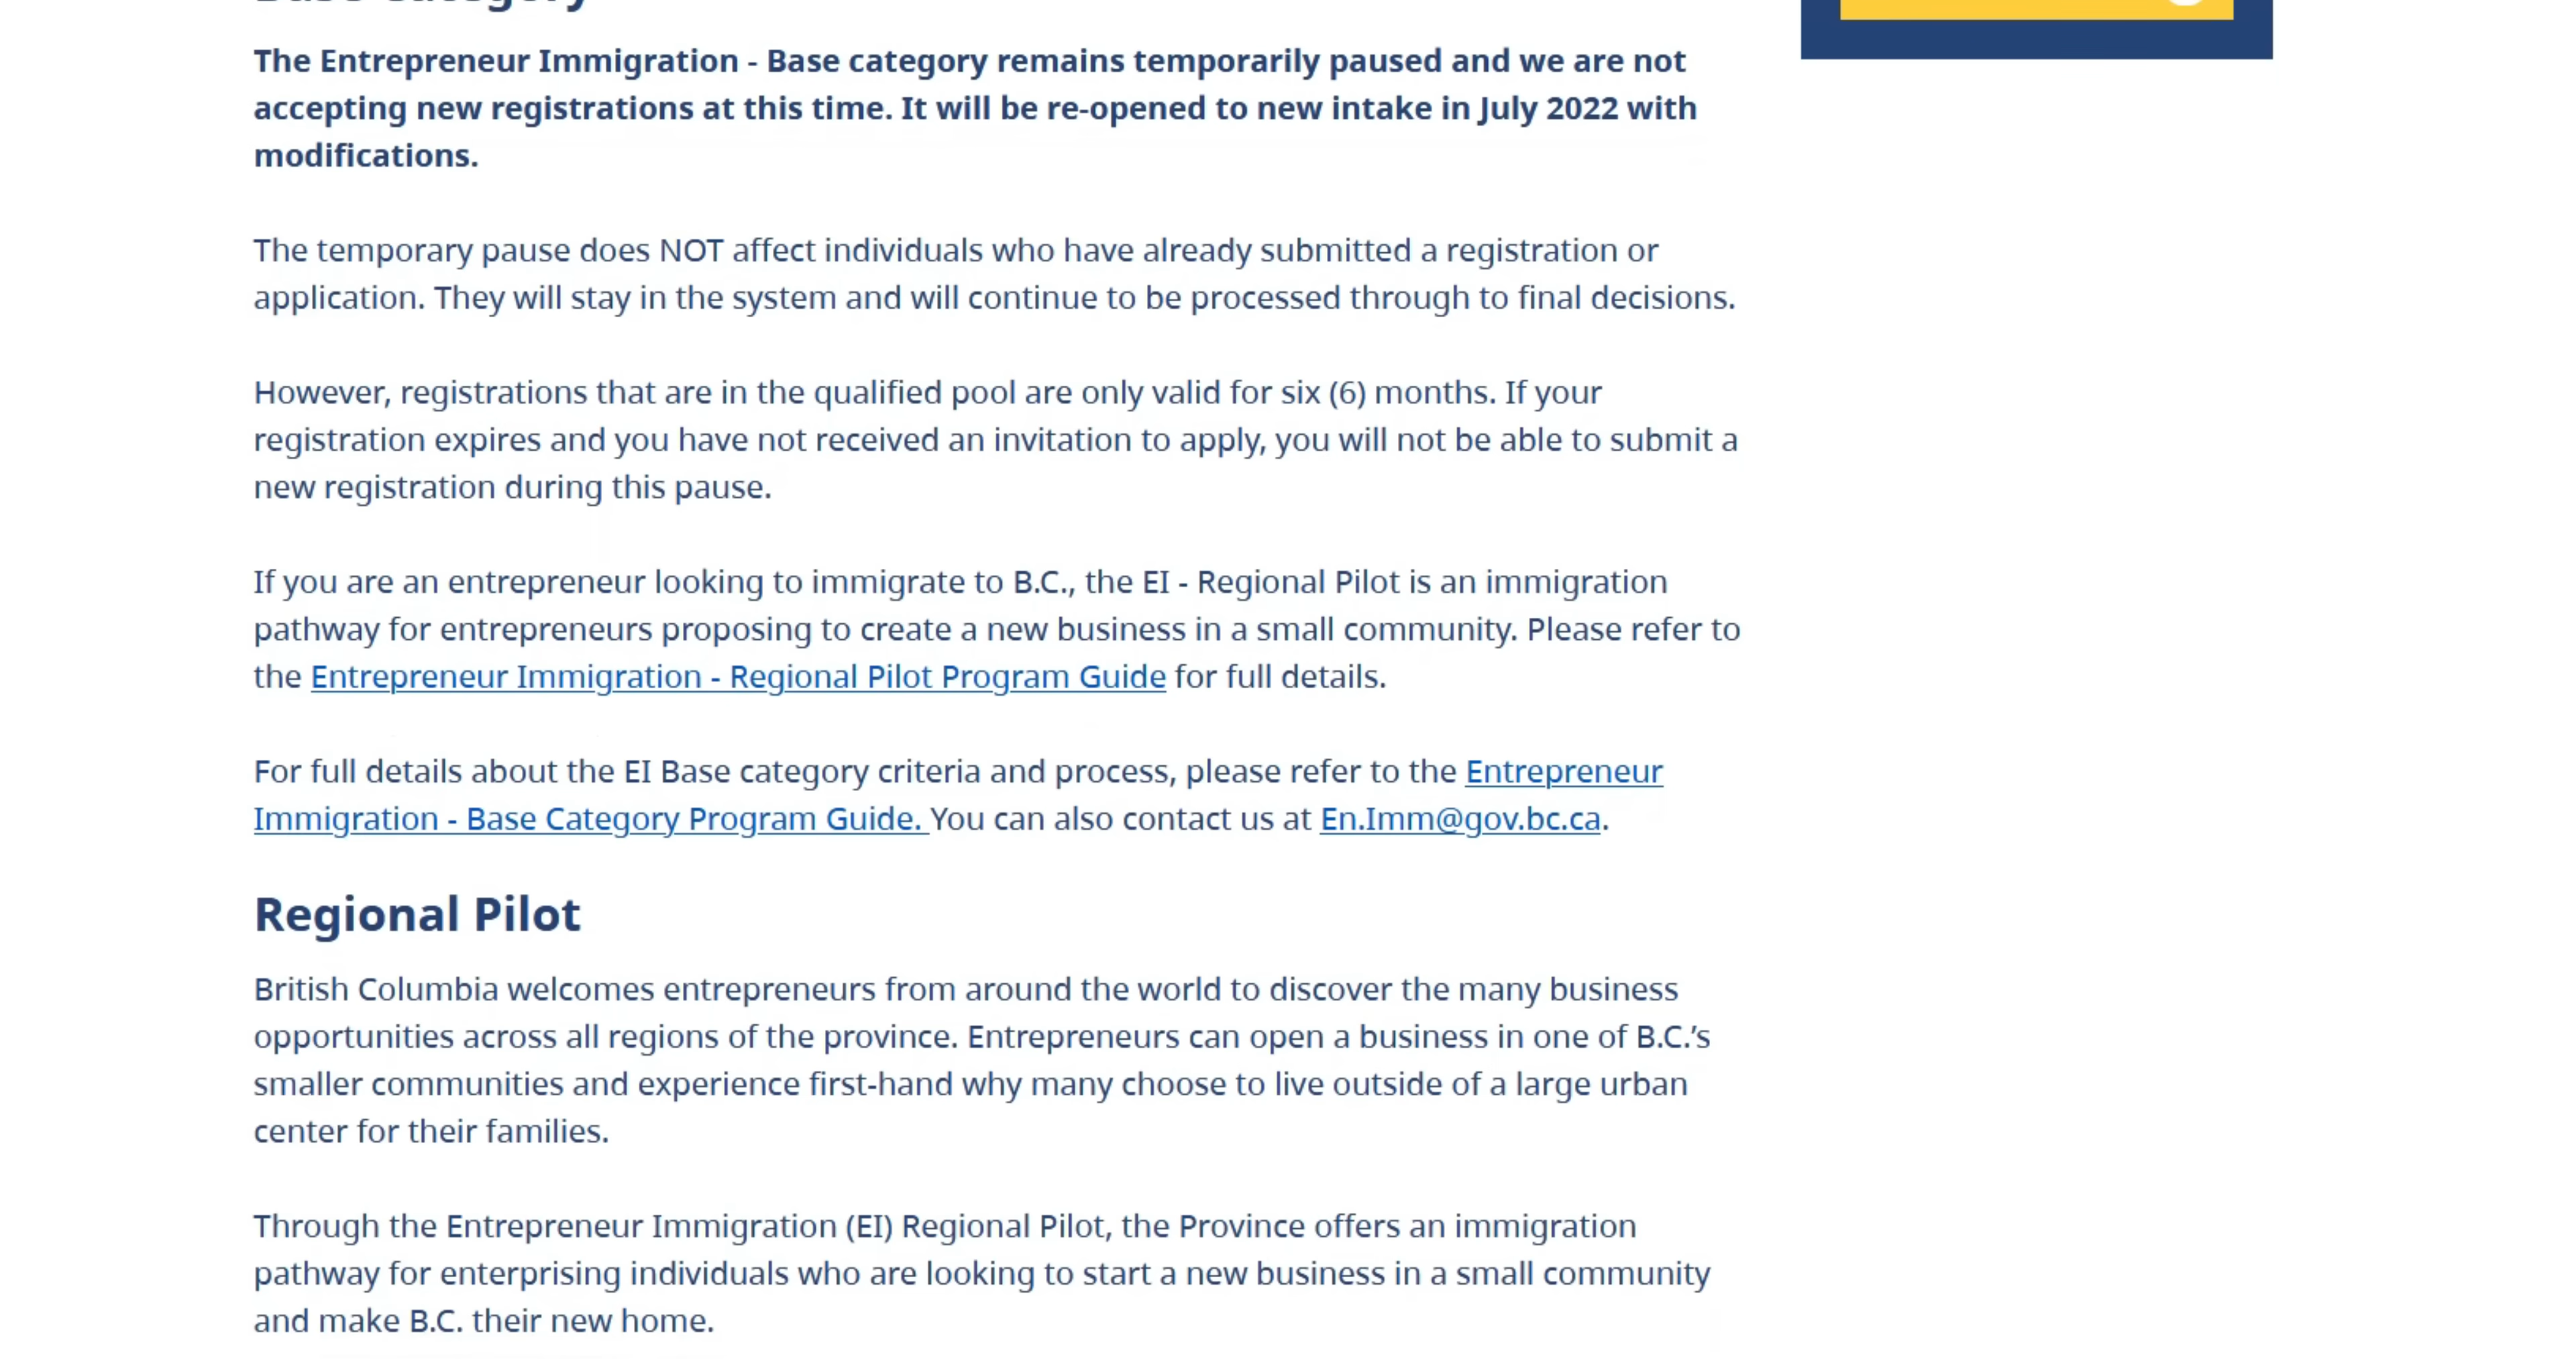 Base Category
The Entrepreneur Immigration - Base category remains temporarily paused and we are not
accepting new registrations at this time. It will be re-opened to new intake in July 2022 with
modifications.
The temporary pause does NOT affect individuals who have already submitted a registration or
application. They will stay in the system and will continue to be processed through to final decisions.
However, registrations that are in the qualified pool are only valid for six (6) months. If your
registration expires and you have not received an invitation to apply, you will not be able to submit a
new registration during this pause.
If you are an entrepreneur looking to immigrate to B.C., the EI - Regional Pilot is an immigration
pathway for entrepreneurs proposing to create a new business in a small community. Please refer to
the Entrepreneur Immigration - Regional Pilot Program Guide for full details.
For full details about the EI Base category criteria and process, please refer to the Entrepreneur
Immigration - Base Category Program Guide. You can also contact us at En.Imm@gov.bc.ca.
Regional Pilot
British Columbia welcomes entrepreneurs from around the world to discover the many business
opportunities across all regions of the province. Entrepreneurs can open a business in one of B.C.’s
smaller communities and experience first-hand why many choose to live outside of a large urban
center for their families.
Through the Entrepreneur Immigration (EI) Regional Pilot, the Province offers an immigration
pathway for enterprising individuals who are looking to start a new business in a small community
and make B.C. their new home.